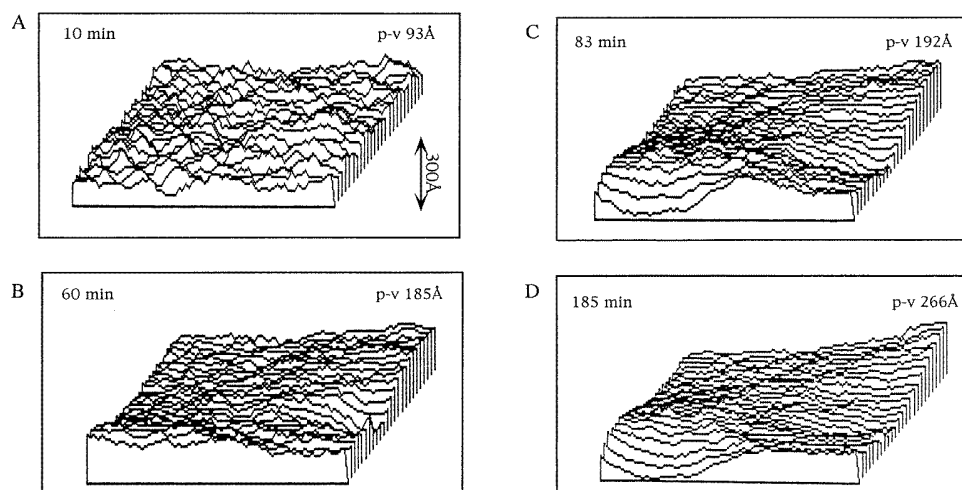 A
10 min
p-v 93Å
300Å
B
60 min
p-v 185Å
C
83 min
p-v 192Å
D
185 min
p-v 266Å